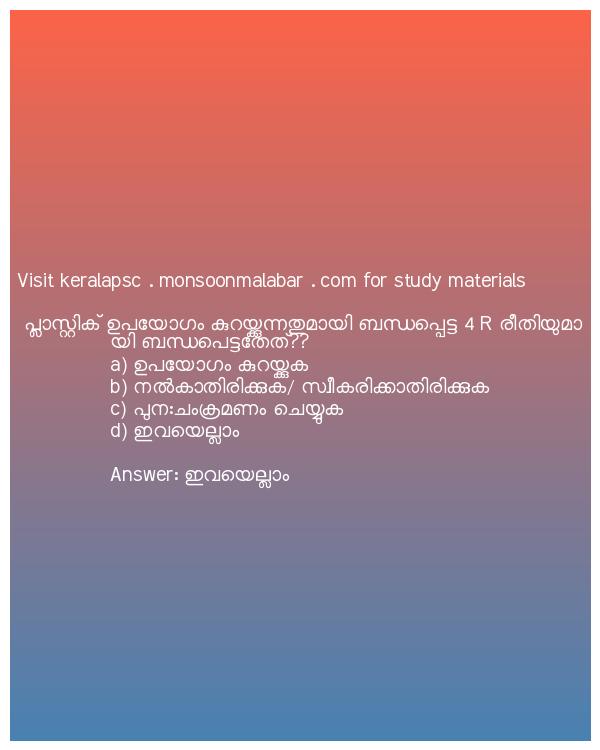 Visit keralapsc . monsoonmalabar . com for study materials
പ്ലാസ്റ്റിക് ഉപയോഗം കുറയ്ക്കുന്നതുമായി ബന്ധപ്പെട്ട 4 R രീതിയുമാ
യി ബന്ധപെട്ടതേത്??
a) ഉപയോഗം കുറയ്ക്കുക
b) നൽകാതിരിക്കുക/ സ്വീകരിക്കാതിരിക്കുക
c) പുനഃചംക്രമണം ചെയ്യുക
d) ഇവയെല്ലാം
Answer: ഇവയെല്ലാം